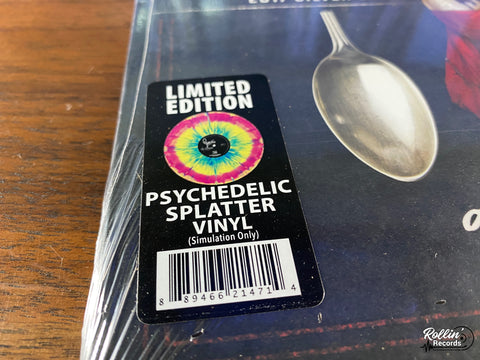 LIMITED
EDITION
PSYCHEDELIC
SPLATTER
VINYL
(Simulation Only)
8 89466 21471 4
Rollin'
Records